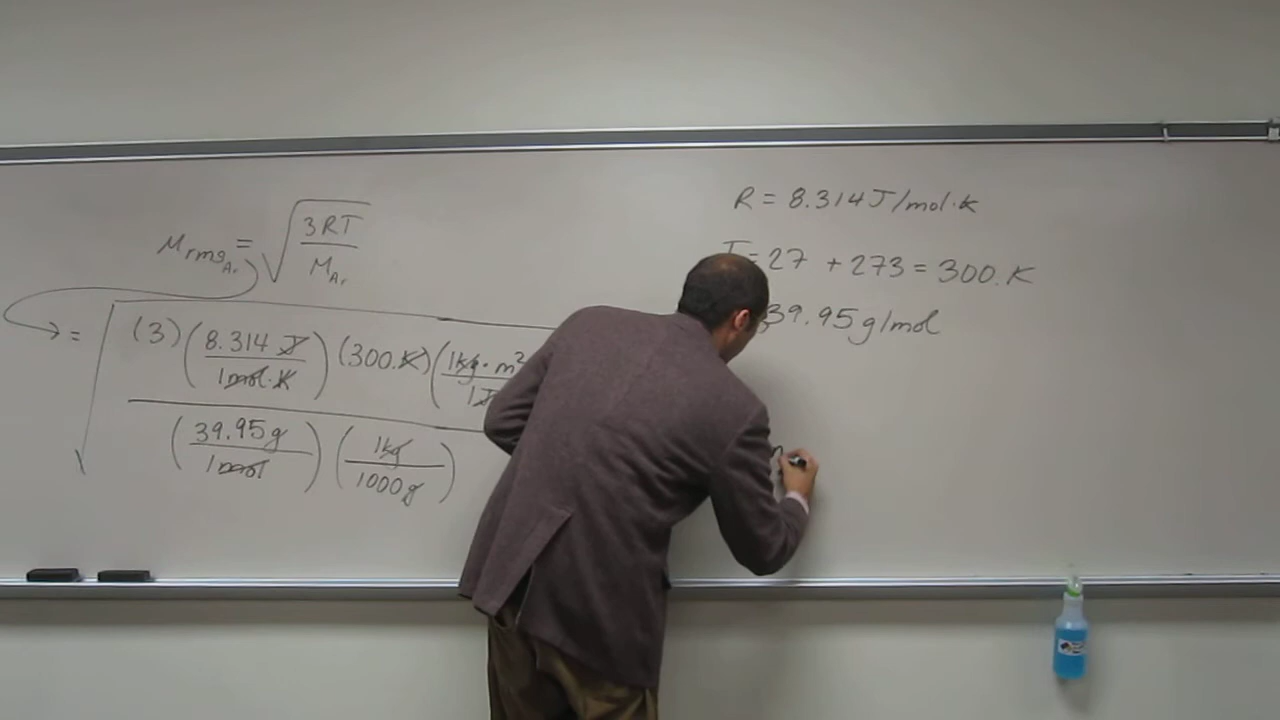 μrms_Ar = √(3RT / M_Ar)
= √( (3) (8.314 J / 1 mol·K) (300. K) (1 kg·m² / 1 J
(39.95 g / 1 mol) (1 kg / 1000 g)
R = 8.314 J/mol·K
T = 27 + 273 = 300. K
39.95 g/mol